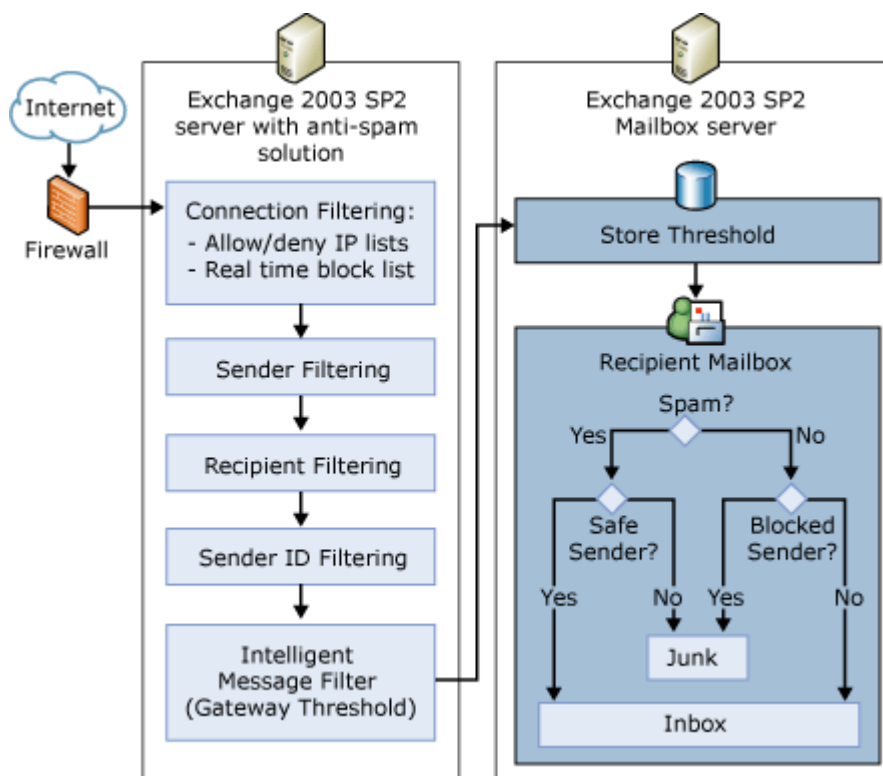 Internet
Firewall
Exchange 2003 SP2
server with anti-spam
solution
Connection Filtering:
- Allow/deny IP lists
- Real time block list
Sender Filtering
Recipient Filtering
Sender ID Filtering
Intelligent
Message Filter
(Gateway Threshold)
Exchange 2003 SP2
Mailbox server
Store Threshold
Recipient Mailbox
Spam?
Yes
No
Safe
Sender?
Blocked
Sender?
Yes
No
Yes
No
Junk
Inbox